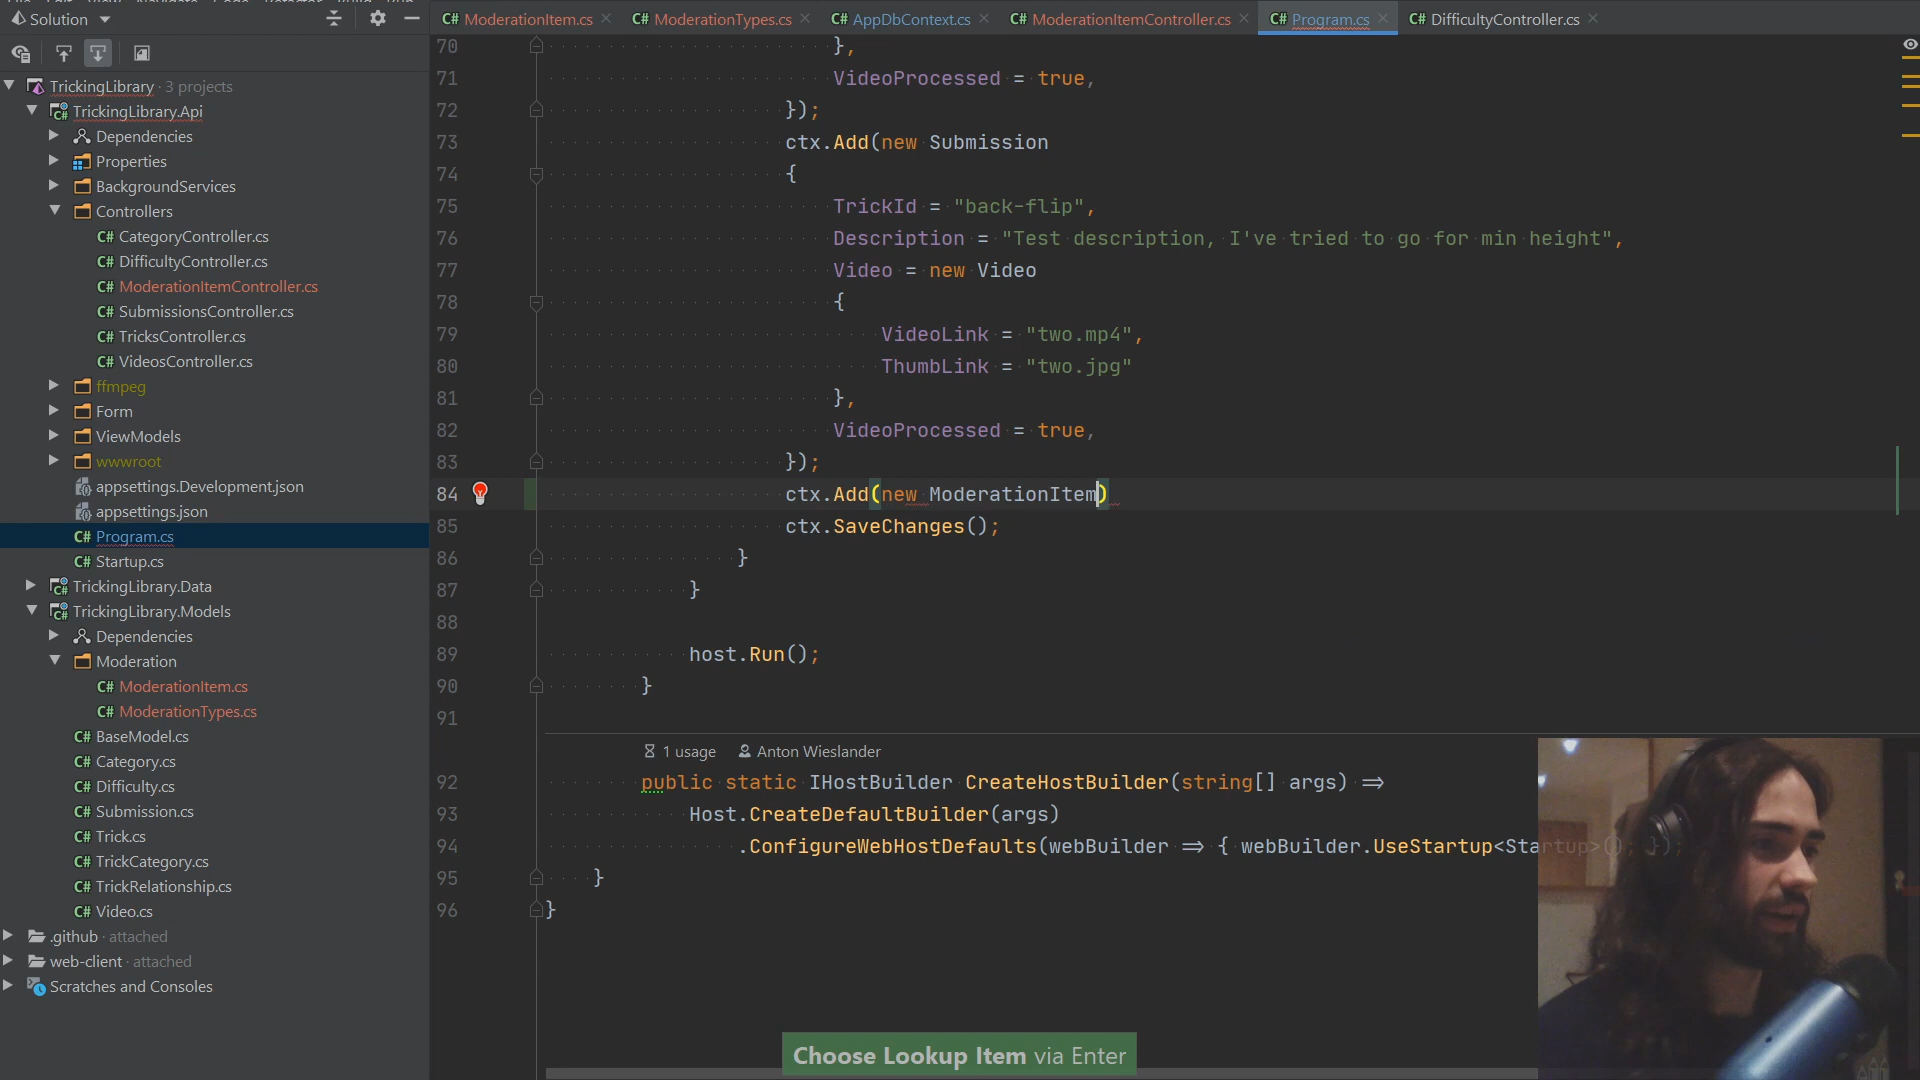 Solution
ModerationItem.cs
ModerationTypes.cs
AppDbContext.cs
ModerationItemController.cs
Program.cs
DifficultyController.cs
TrickingLibrary · 3 projects
TrickingLibrary.Api
Dependencies
Properties
BackgroundServices
Controllers
CategoryController.cs
DifficultyController.cs
ModerationItemController.cs
SubmissionsController.cs
TricksController.cs
VideosController.cs
ffmpeg
Form
ViewModels
wwwroot
appsettings.Development.json
appsettings.json
Program.cs
Startup.cs
TrickingLibrary.Data
TrickingLibrary.Models
Dependencies
Moderation
ModerationItem.cs
ModerationTypes.cs
BaseModel.cs
Category.cs
Difficulty.cs
Submission.cs
Trick.cs
TrickCategory.cs
TrickRelationship.cs
Video.cs
.github · attached
web-client · attached
Scratches and Consoles
70 },
71 VideoProcessed = true,
72 });
73 ctx.Add(new Submission
74 {
75 TrickId = "back-flip",
76 Description = "Test description, I've tried to go for min height",
77 Video = new Video
78 {
79 VideoLink = "two.mp4",
80 ThumbLink = "two.jpg"
81 },
82 VideoProcessed = true,
83 });
84 ctx.Add(new ModerationItem)
85 ctx.SaveChanges();
86 }
87 }
88
89 host.Run();
90 }
91
1 usage Anton Wieslander
92 public static IHostBuilder CreateHostBuilder(string[] args) =>
93 Host.CreateDefaultBuilder(args)
94 .ConfigureWebHostDefaults(webBuilder => { webBuilder.UseStartup<Startup>(); });
95 }
96 }
Choose Lookup Item via Enter